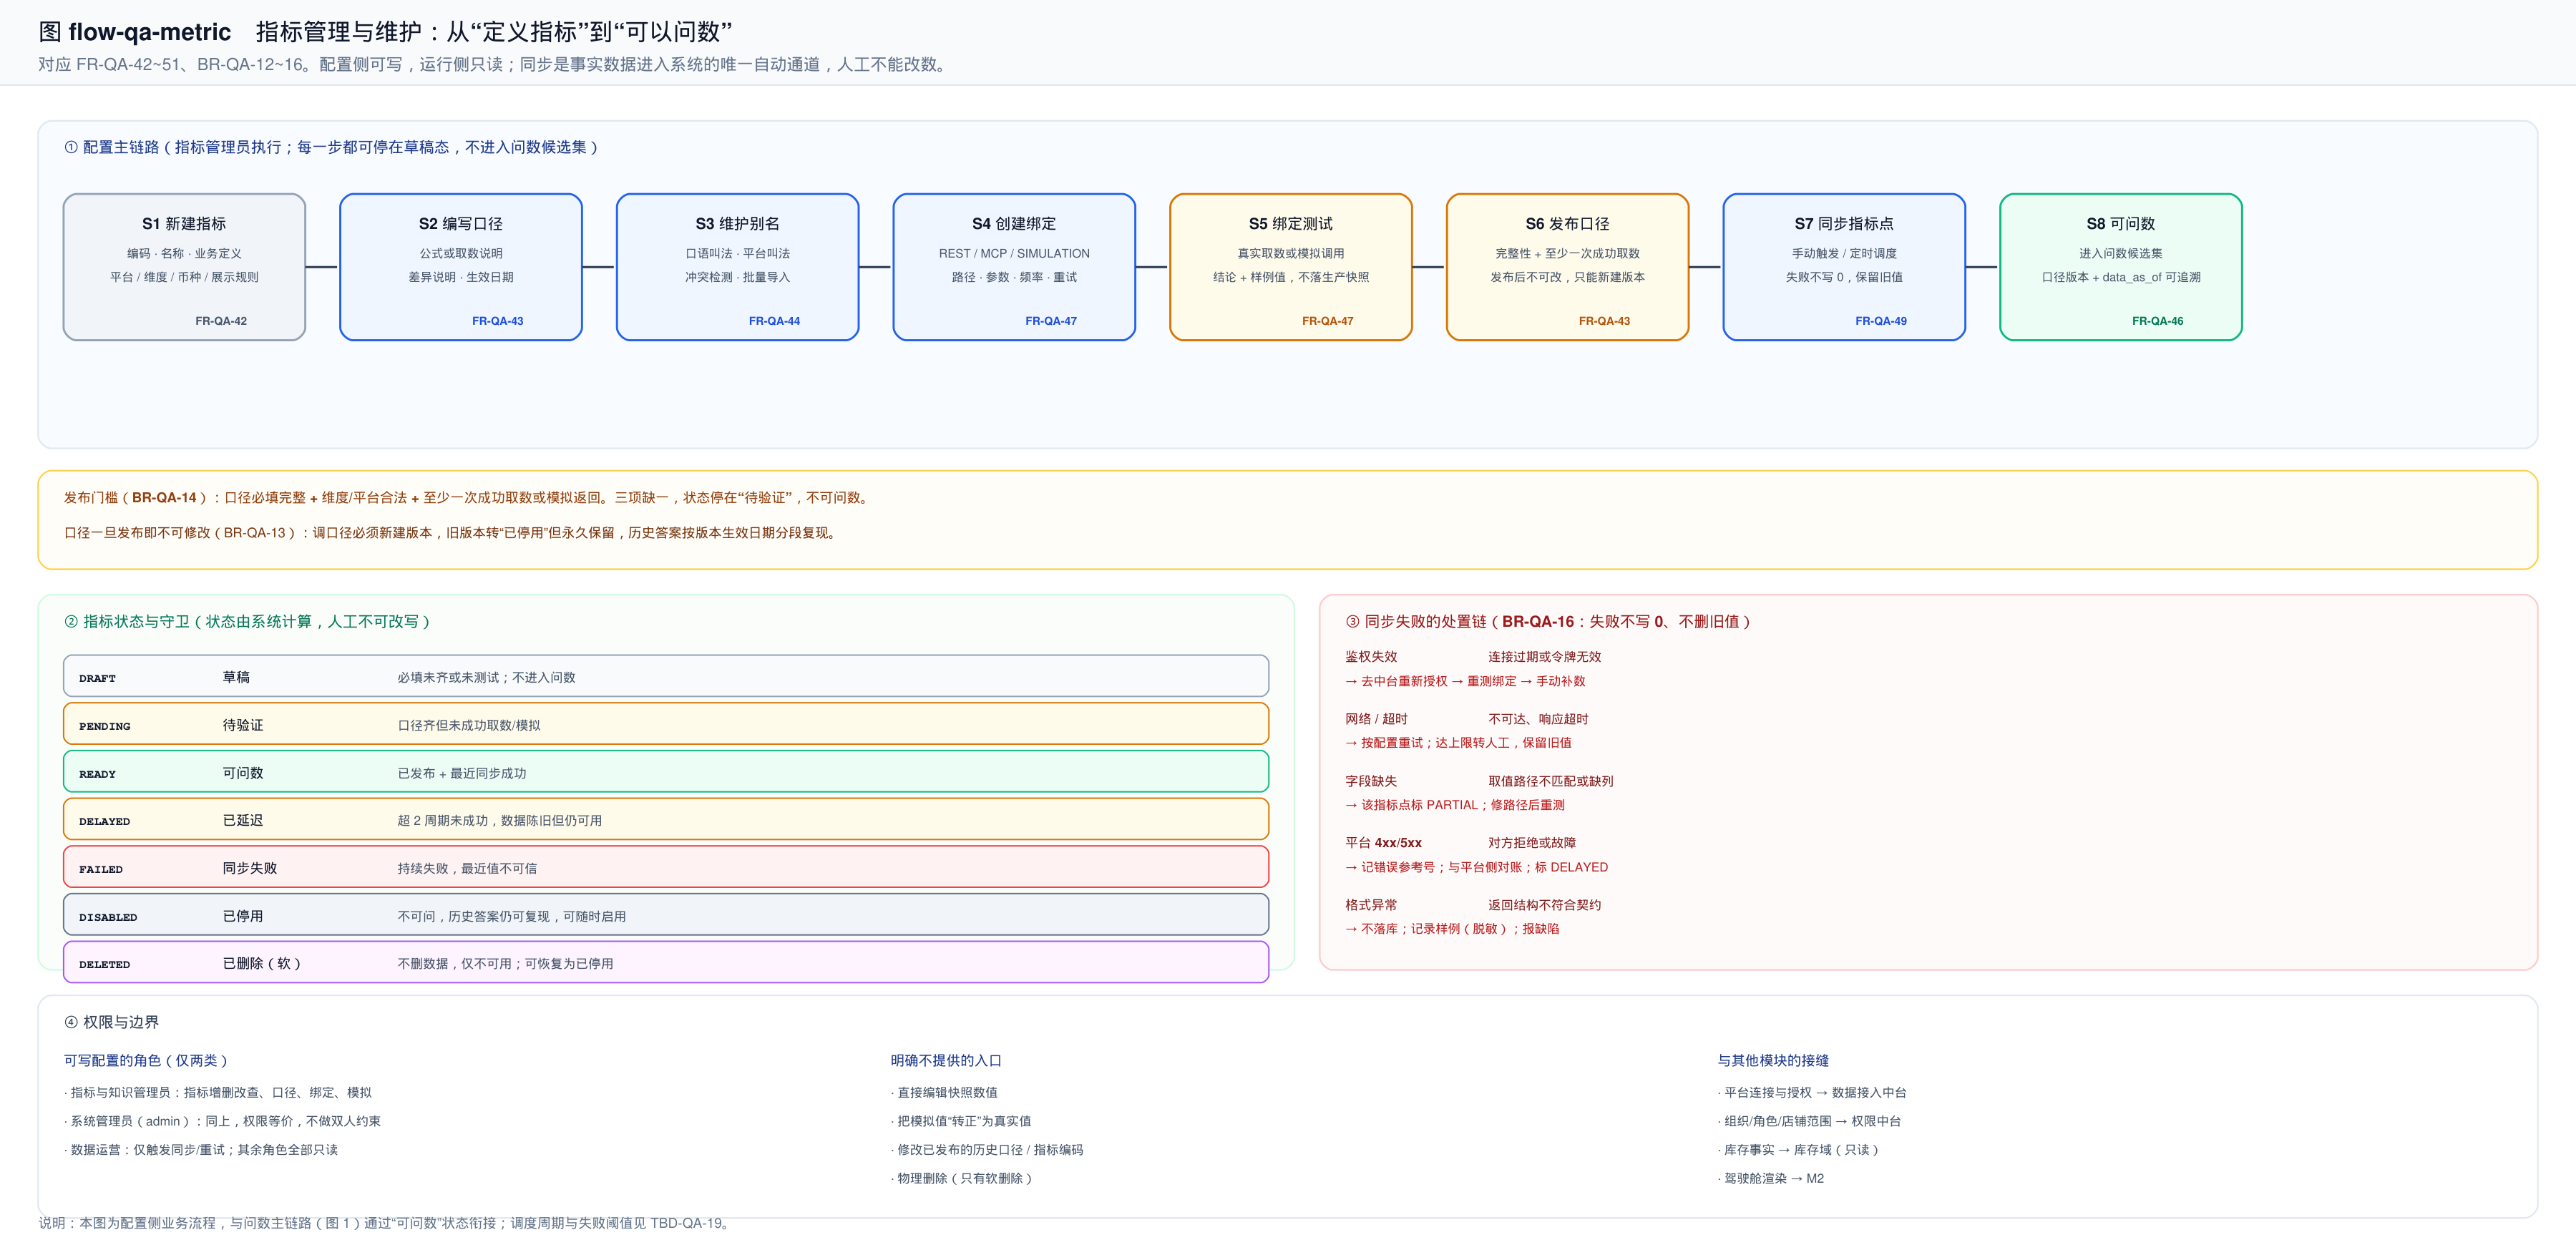 图 flow-qa-metric 指标管理与维护：从“定义指标”到“可以问数”
对应 FR-QA-42~51、BR-QA-12~16。配置侧可写，运行侧只读；同步是事实数据进入系统的唯一自动通道，人工不能改数。
① 配置主链路（指标管理员执行；每一步都可停在草稿态，不进入问数候选集）
S1 新建指标
编码 · 名称 · 业务定义
平台 / 维度 / 币种 / 展示规则
FR-QA-42
S2 编写口径
公式或取数说明
差异说明 · 生效日期
FR-QA-43
S3 维护别名
口语叫法 · 平台叫法
冲突检测 · 批量导入
FR-QA-44
S4 创建绑定
REST / MCP / SIMULATION
路径 · 参数 · 频率 · 重试
FR-QA-47
S5 绑定测试
真实取数或模拟调用
结论 + 样例值，不落生产快照
FR-QA-47
S6 发布口径
完整性 + 至少一次成功取数
发布后不可改，只能新建版本
FR-QA-43
S7 同步指标点
手动触发 / 定时调度
失败不写 0，保留旧值
FR-QA-49
S8 可问数
进入问数候选集
口径版本 + data_as_of 可追溯
FR-QA-46
发布门槛（BR-QA-14）：口径必填完整 + 维度/平台合法 + 至少一次成功取数或模拟返回。三项缺一，状态停在“待验证”，不可问数。
口径一旦发布即不可修改（BR-QA-13）：调口径必须新建版本，旧版本转“已停用”但永久保留，历史答案按版本生效日期分段复现。
② 指标状态与守卫（状态由系统计算，人工不可改写）
DRAFT 草稿 必填未齐或未测试；不进入问数
PENDING 待验证 口径齐但未成功取数/模拟
READY 可问数 已发布 + 最近同步成功
DELAYED 已延迟 超 2 周期未成功，数据陈旧但仍可用
FAILED 同步失败 持续失败，最近值不可信
DISABLED 已停用 不可问，历史答案仍可复现，可随时启用
DELETED 已删除（软） 不删数据，仅不可用；可恢复为已停用
③ 同步失败的处置链（BR-QA-16：失败不写 0、不删旧值）
鉴权失效 连接过期或令牌无效
→ 去中台重新授权 → 重测绑定 → 手动补数
网络 / 超时 不可达、响应超时
→ 按配置重试；达上限转人工，保留旧值
字段缺失 取值路径不匹配或缺列
→ 该指标点标 PARTIAL；修路径后重测
平台 4xx/5xx 对方拒绝或故障
→ 记错误参考号；与平台侧对账；标 DELAYED
格式异常 返回结构不符合契约
→ 不落库；记录样例（脱敏）；报缺陷
④ 权限与边界
可写配置的角色（仅两类）
· 指标与知识管理员：指标增删改查、口径、绑定、模拟
· 系统管理员（admin）：同上，权限等价，不做双人约束
· 数据运营：仅触发同步/重试；其余角色全部只读
明确不提供的入口
· 直接编辑快照数值
· 把模拟值“转正”为真实值
· 修改已发布的历史口径 / 指标编码
· 物理删除（只有软删除）
与其他模块的接缝
· 平台连接与授权 → 数据接入中台
· 组织/角色/店铺范围 → 权限中台
· 库存事实 → 库存域（只读）
· 驾驶舱渲染 → M2
说明：本图为配置侧业务流程，与问数主链路（图 1）通过“可问数”状态衔接；调度周期与失败阈值见 TBD-QA-19。